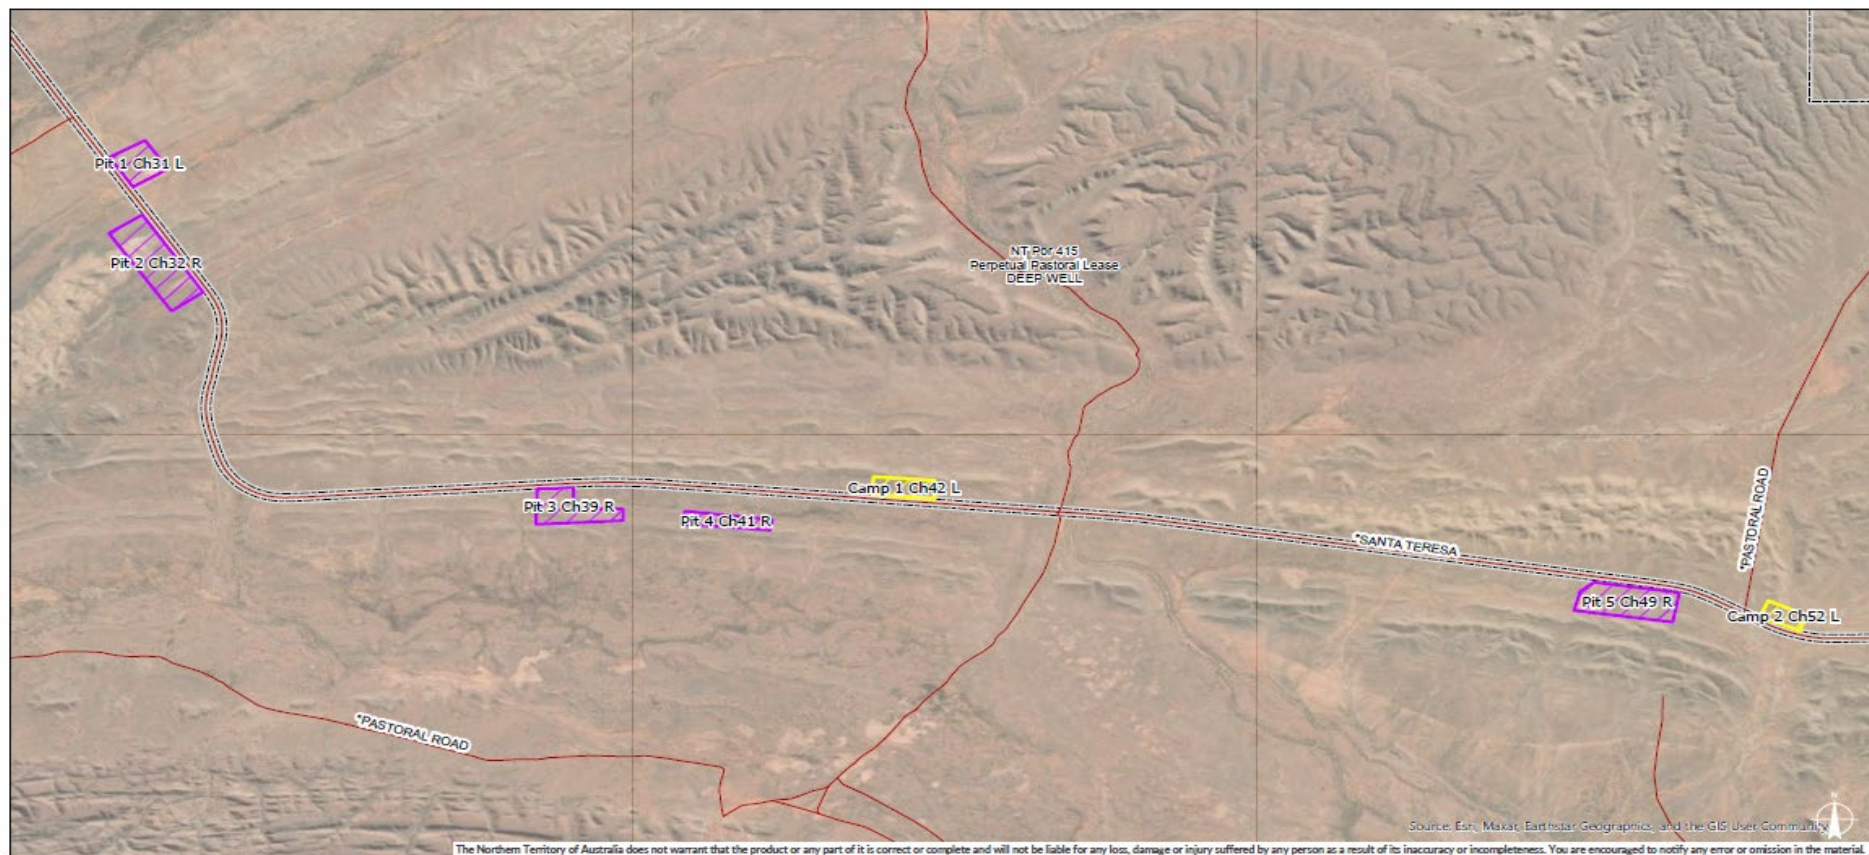 Pit 1 Ch31 L
Pit 2 Ch32 R
NT Por 415
Perpetual Pastoral Lease
DEEP WELL
Camp 1 Ch42 L
Pit 3 Ch39 R
Pit 4 Ch41 R
*SANTA TERESA
*PASTORAL ROAD
Pit 5 Ch49 R
Camp 2 Ch52 L
*PASTORAL ROAD
N
Source: Esri, Maxar, Earthstar Geographics, and the GIS User Community
The Northern Territory of Australia does not warrant that the product or any part of it is correct or complete and will not be liable for any loss, damage or injury suffered by any person as a result of its inaccuracy or incompleteness. You are encouraged to notify any error or omission in the material.